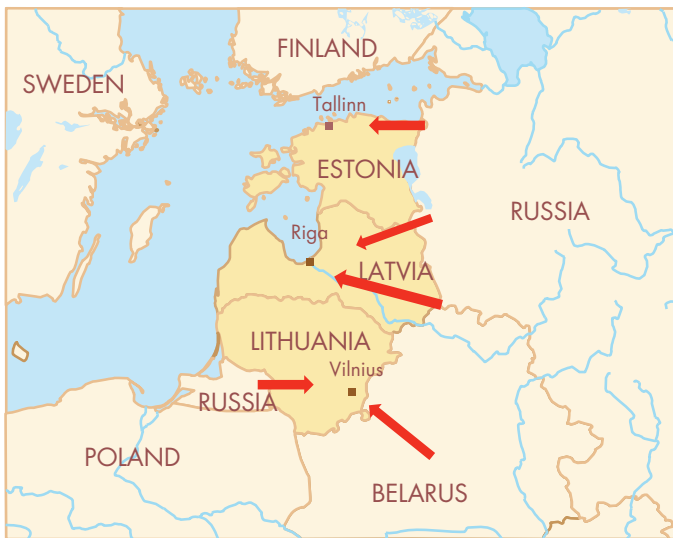 FINLAND
SWEDEN
Tallinn
ESTONIA
RUSSIA
Riga
LATVIA
LITHUANIA
Vilnius
RUSSIA
POLAND
BELARUS